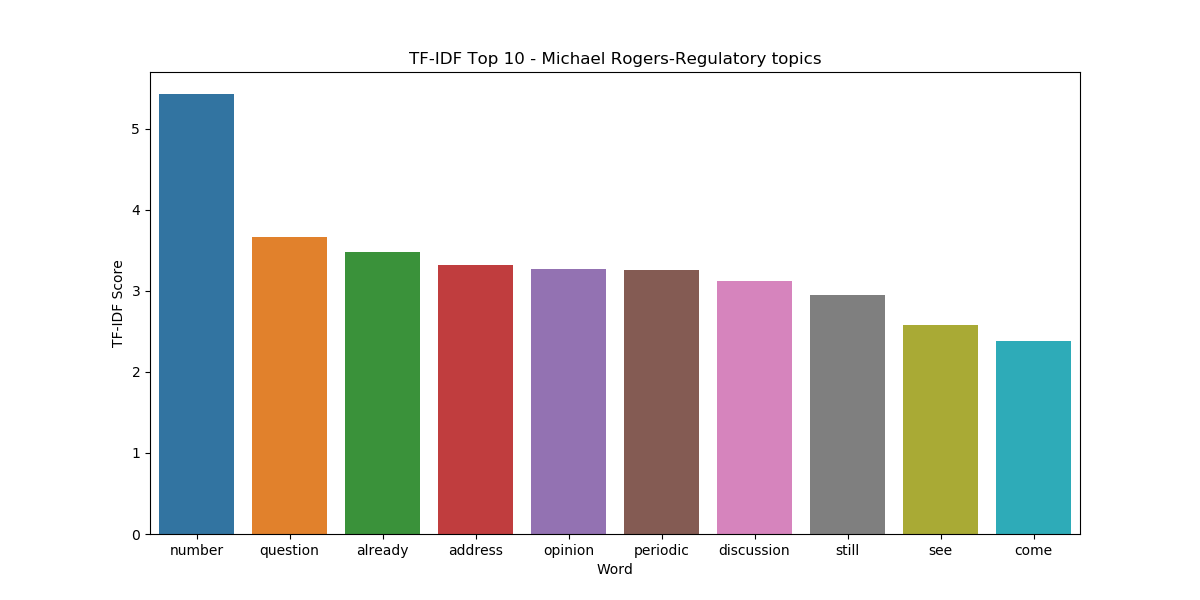 TF-IDF Top 10 - Michael Rogers-Regulatory topics
TF-IDF Score
5
4
3
2
1
0
number question already address opinion periodic discussion still see come
Word